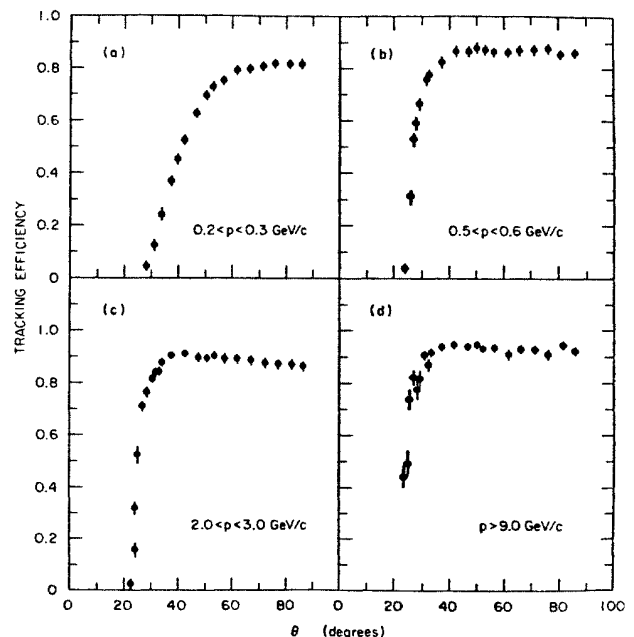 TRACKING EFFICIENCY
(a)
0.8
0.6
0.4
0.2
0
0.2<p<0.3 GeV/c
(b)
0.5<p<0.6 GeV/c
(c)
1.0
0.8
0.6
0.4
0.2
0
2.0<p<3.0 GeV/c
(d)
p>9.0 GeV/c
0 20 40 60 80 0 20 40 60 80 100
θ (degrees)
θ (degrees)